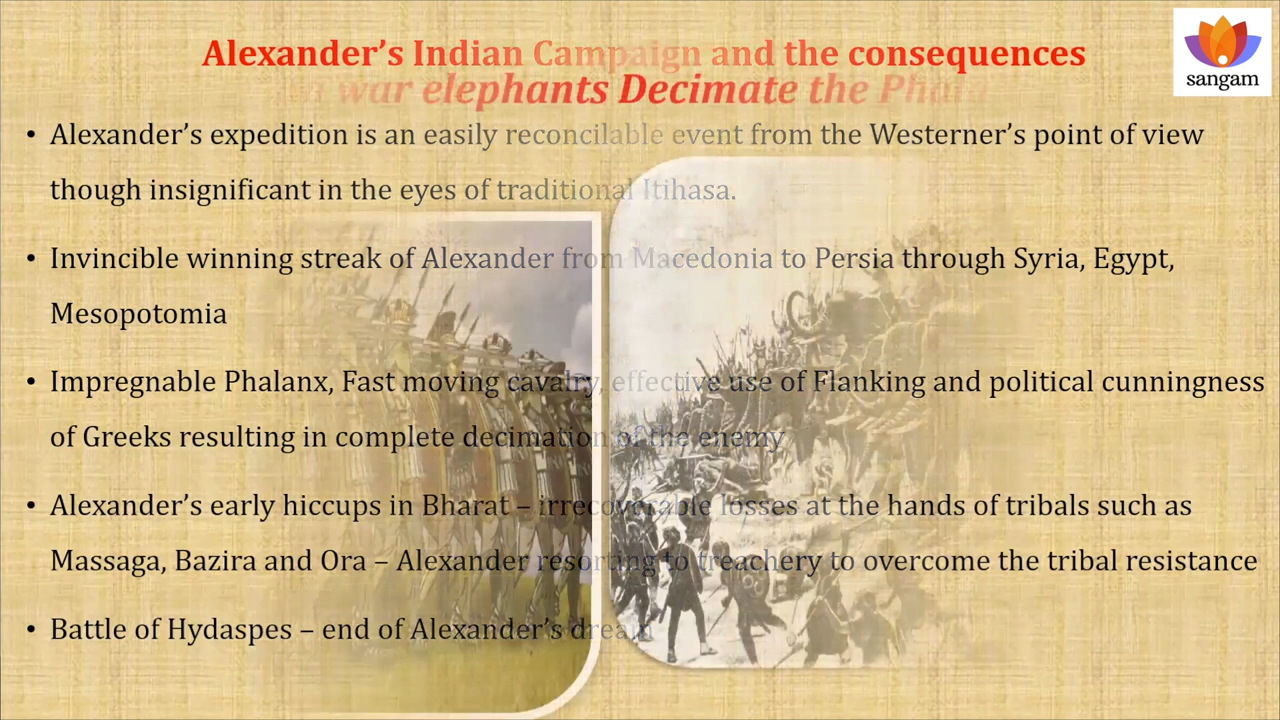 Alexander’s Indian Campaign and the consequences
war elephants Decimate the
• Alexander’s expedition is an easily reconcilable event from the Westerner’s point of view
though insignificant in the eyes of traditional Itihasa.
• Invincible winning streak of Alexander from Macedonia to Persia through Syria, Egypt,
Mesopotomia
• Impregnable Phalanx, Fast moving cavalry, effective use of Flanking and political cunningness
of Greeks resulting in complete decimation of the enemy
• Alexander’s early hiccups in Bharat – irrecoverable losses at the hands of tribals such as
Massaga, Bazira and Ora – Alexander resorting to treachery to overcome the tribal resistance
• Battle of Hydaspes – end of Alexander’s dream
sangam